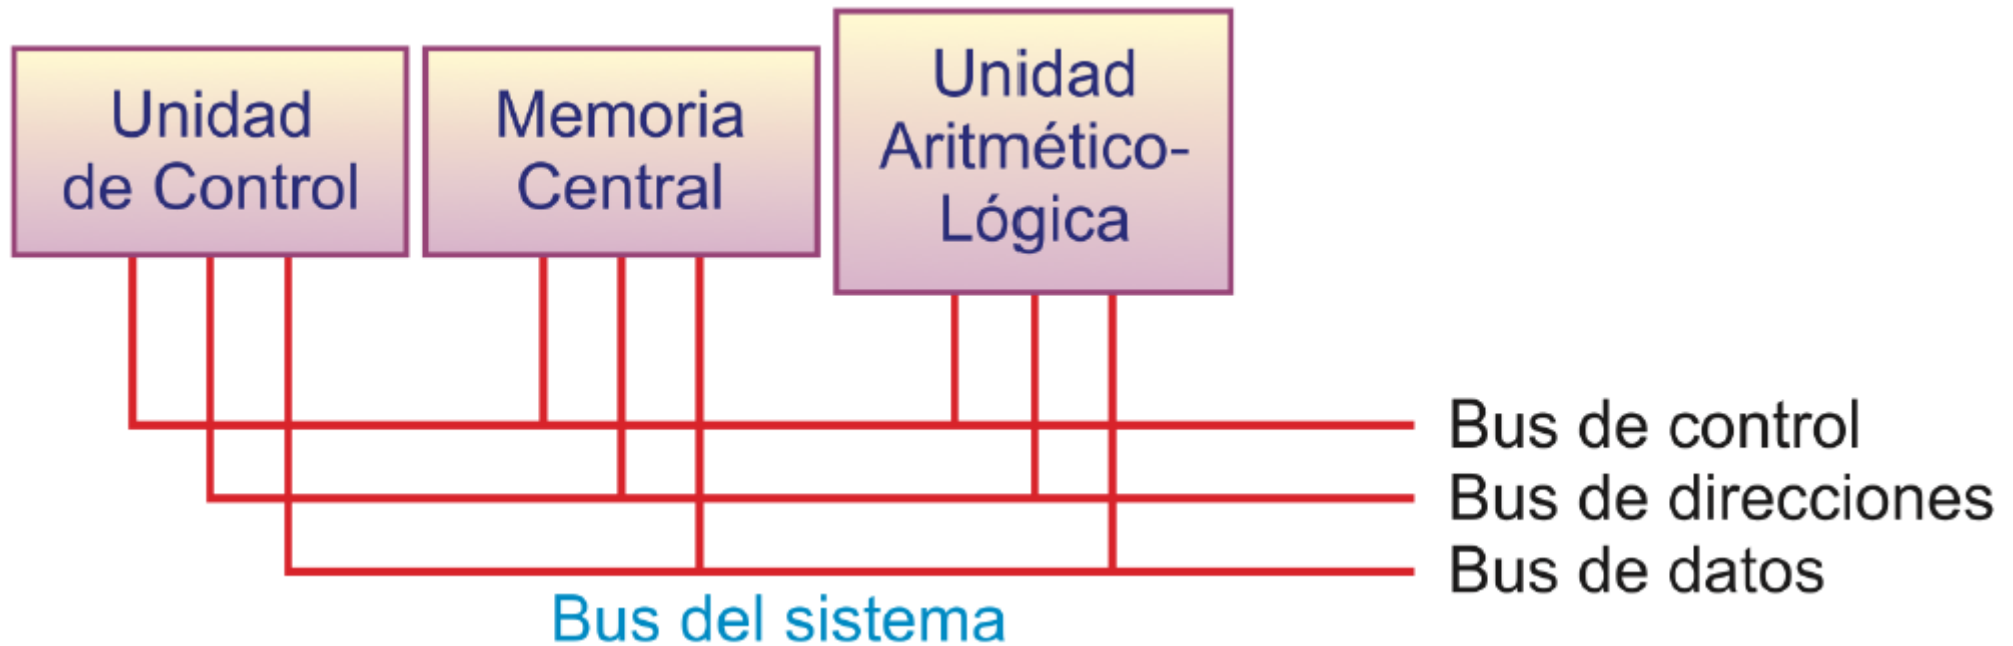 Unidad
de Control
Memoria
Central
Unidad
Aritmético-
Lógica
Bus de control
Bus de direcciones
Bus de datos
Bus del sistema